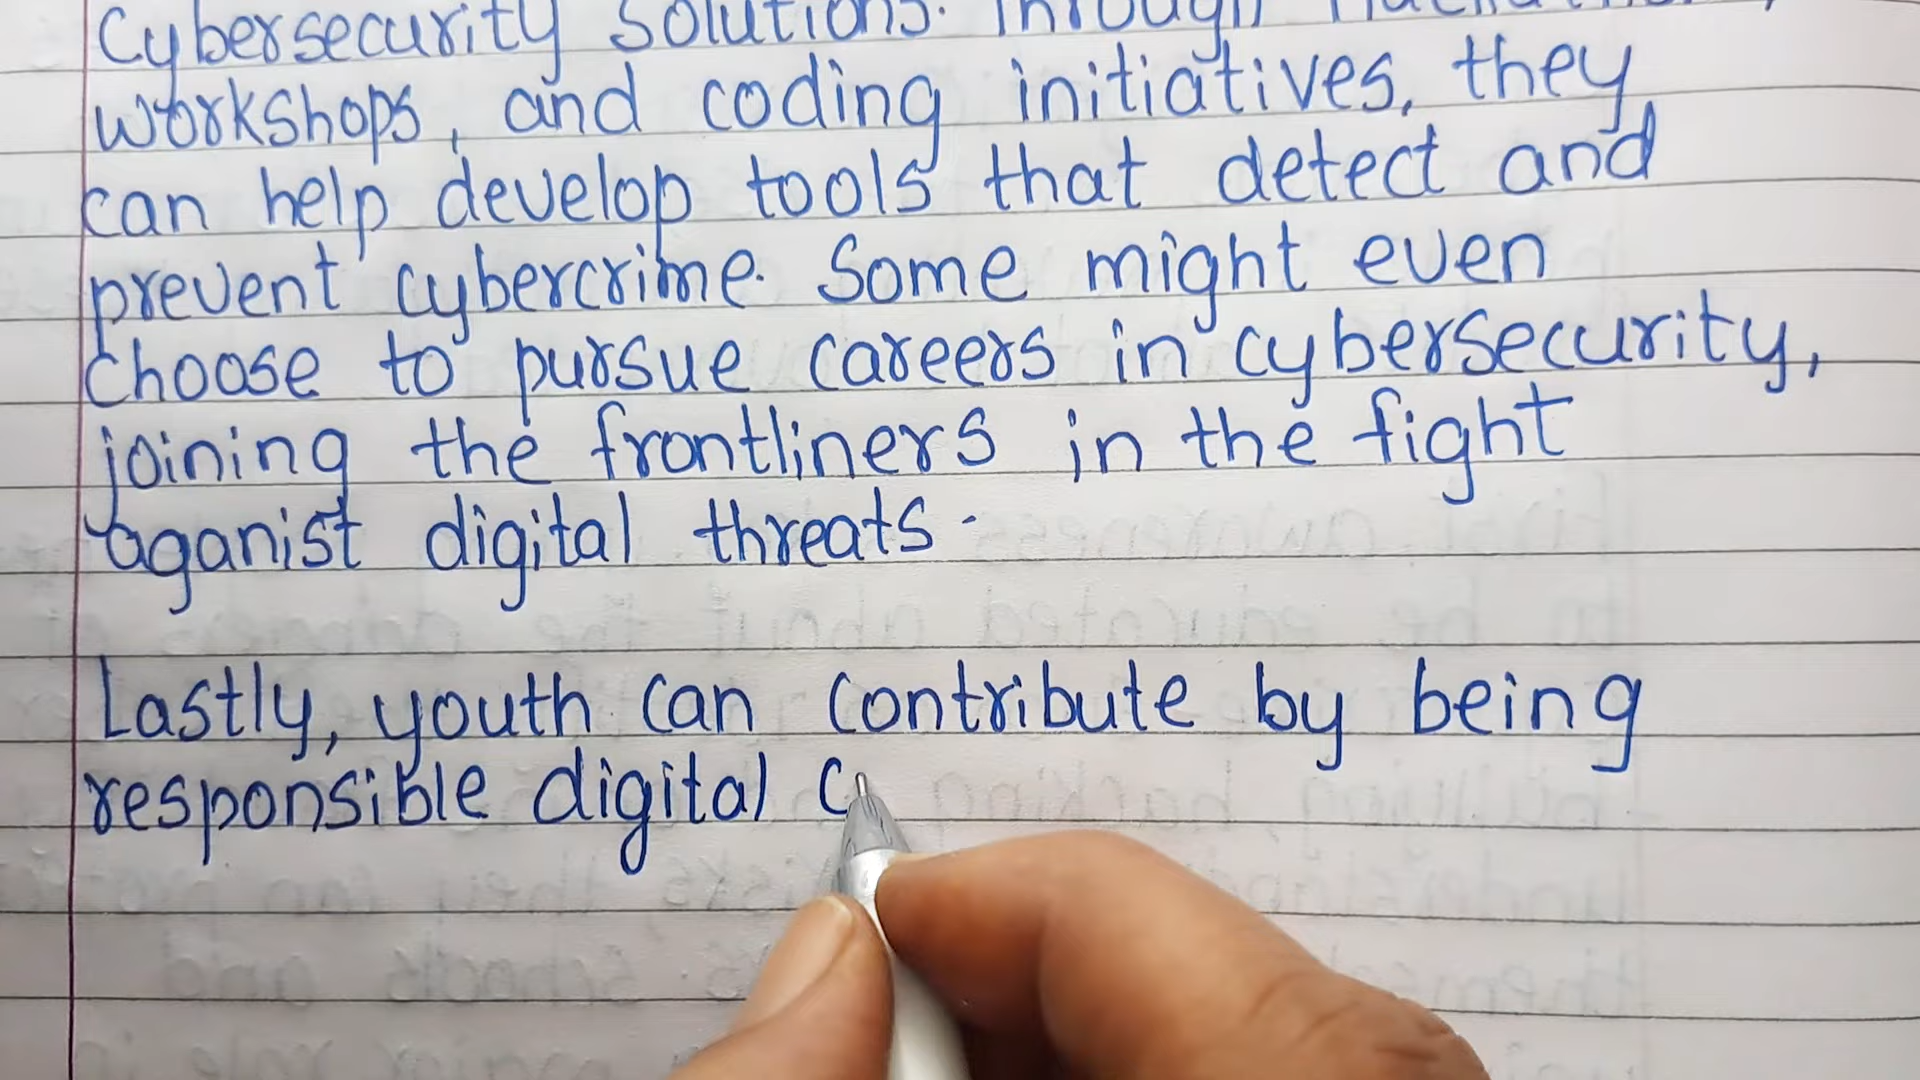 Cybersecurity solutions. Through
workshops, and coding initiatives, they
can help develop tools that detect and
prevent cybercrime. Some might even
choose to pursue careers in cybersecurity,
joining the frontliners in the fight
aganist digital threats.
Lastly, youth can contribute by being
responsible digital c